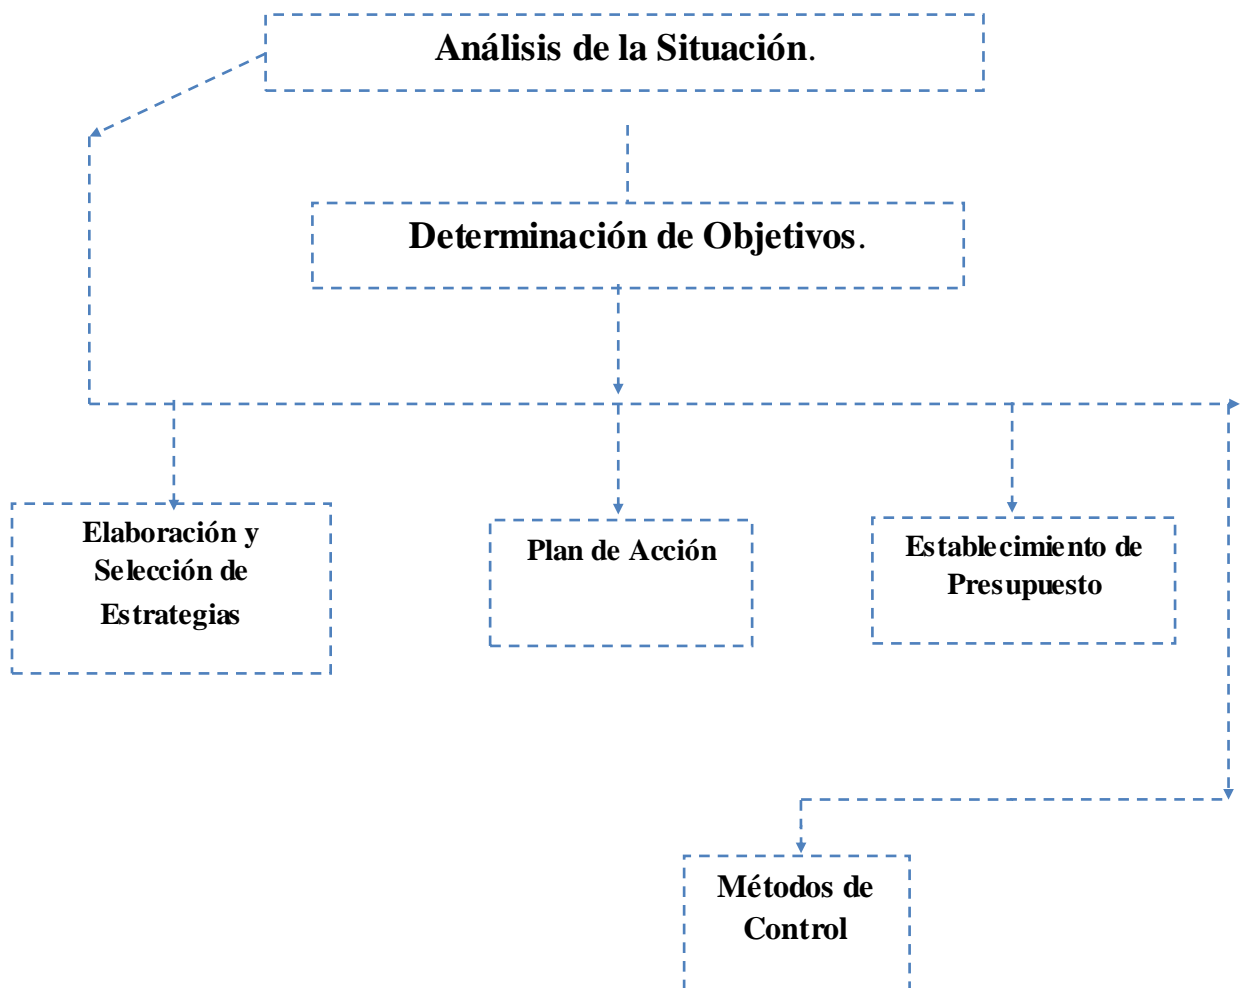 Análisis de la Situación.
Determinación de Objetivos.
Elaboración y
Selección de
Estrategias
Plan de Acción
Establecimiento de
Presupuesto
Métodos de
Control